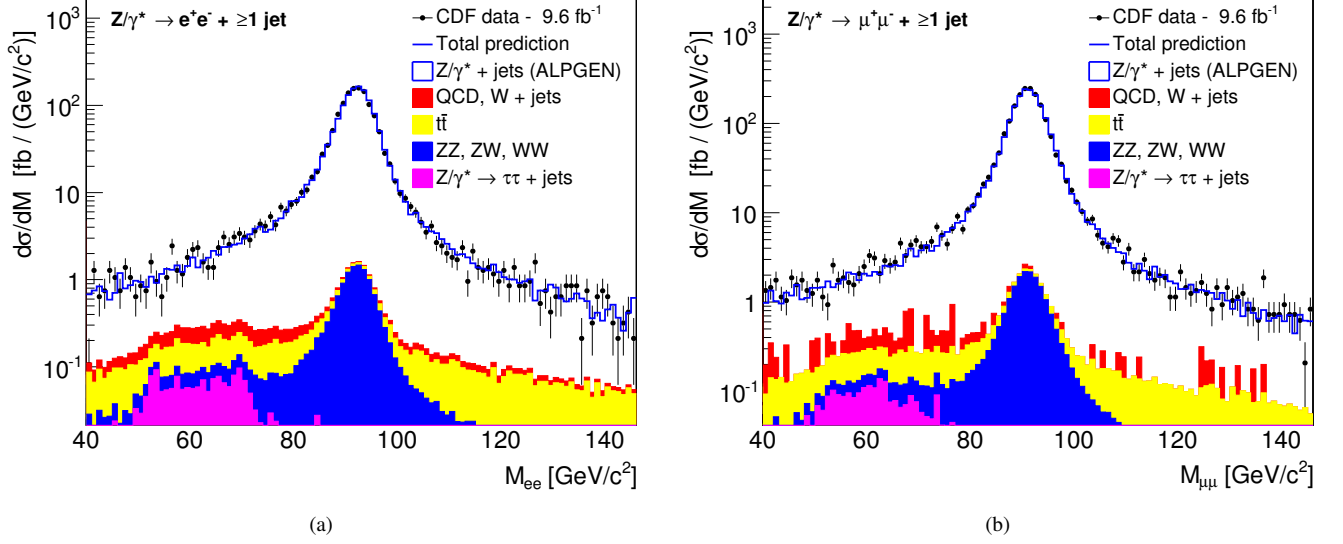 Z/γ* → e⁺e⁻ + ≥1 jet
CDF data - 9.6 fb⁻¹
Total prediction
Z/γ* + jets (ALPGEN)
QCD, W + jets
tt̄
ZZ, ZW, WW
Z/γ* → ττ + jets
dσ/dM [fb / (GeV/c²)]
10³
10²
10
1
10⁻¹
40 60 80 100 120 140
M_ee [GeV/c²]
(a)
Z/γ* → μ⁺μ⁻ + ≥1 jet
CDF data - 9.6 fb⁻¹
Total prediction
Z/γ* + jets (ALPGEN)
QCD, W + jets
tt̄
ZZ, ZW, WW
Z/γ* → ττ + jets
dσ/dM [fb / (GeV/c²)]
10³
10²
10
1
10⁻¹
40 60 80 100 120 140
M_μμ [GeV/c²]
(b)